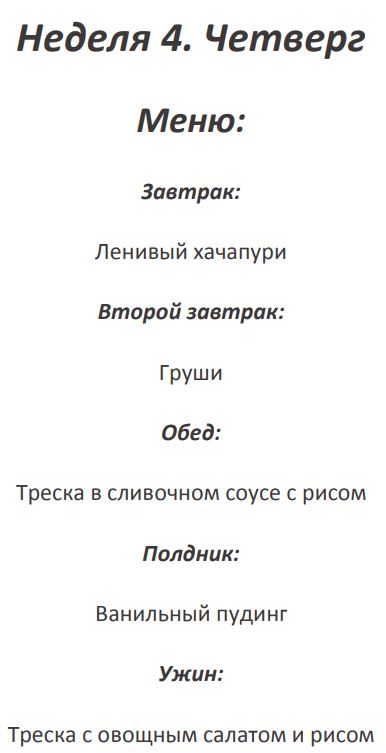 Неделя 4. Четверг
Меню:
Завтрак:
Ленивый хачапури
Второй завтрак:
Груши
Обед:
Треска в сливочном соусе с рисом
Полдник:
Ванильный пудинг
Ужин:
Треска с овощным салатом и рисом